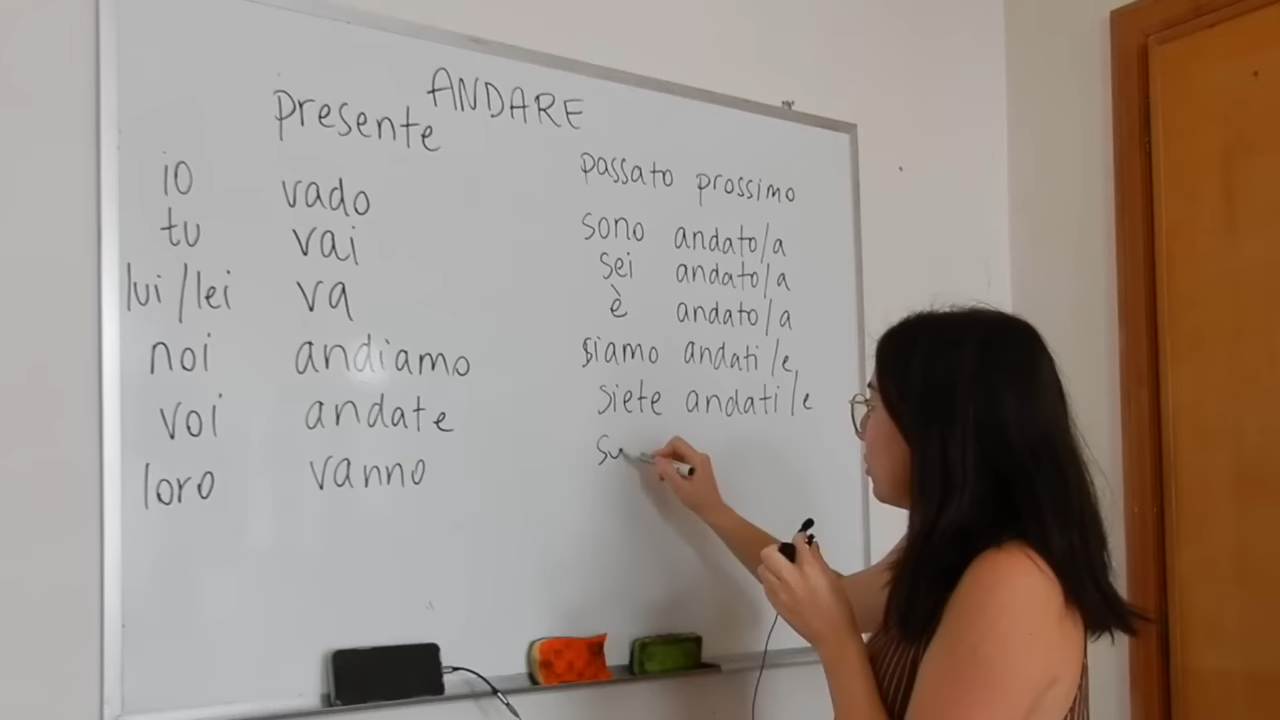 ANDARE
presente
passato prossimo
io vado sono andato/a
tu vai sei andato/a
lui/lei va è andato/a
noi andiamo siamo andati/e
voi andate siete andati/e
loro vanno